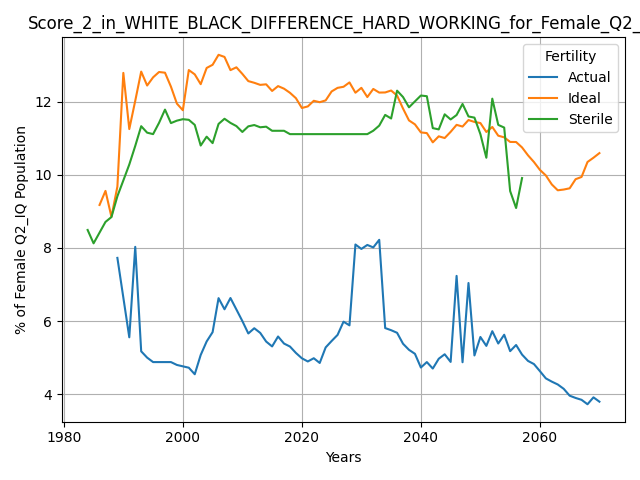 Score_2_in_WHITE_BLACK_DIFFERENCE_HARD_WORKING_for_Female_Q2_
Fertility
Actual
Ideal
Sterile
% of Female Q2_IQ Population
12
10
8
6
4
1980
2000
2020
2040
2060
Years